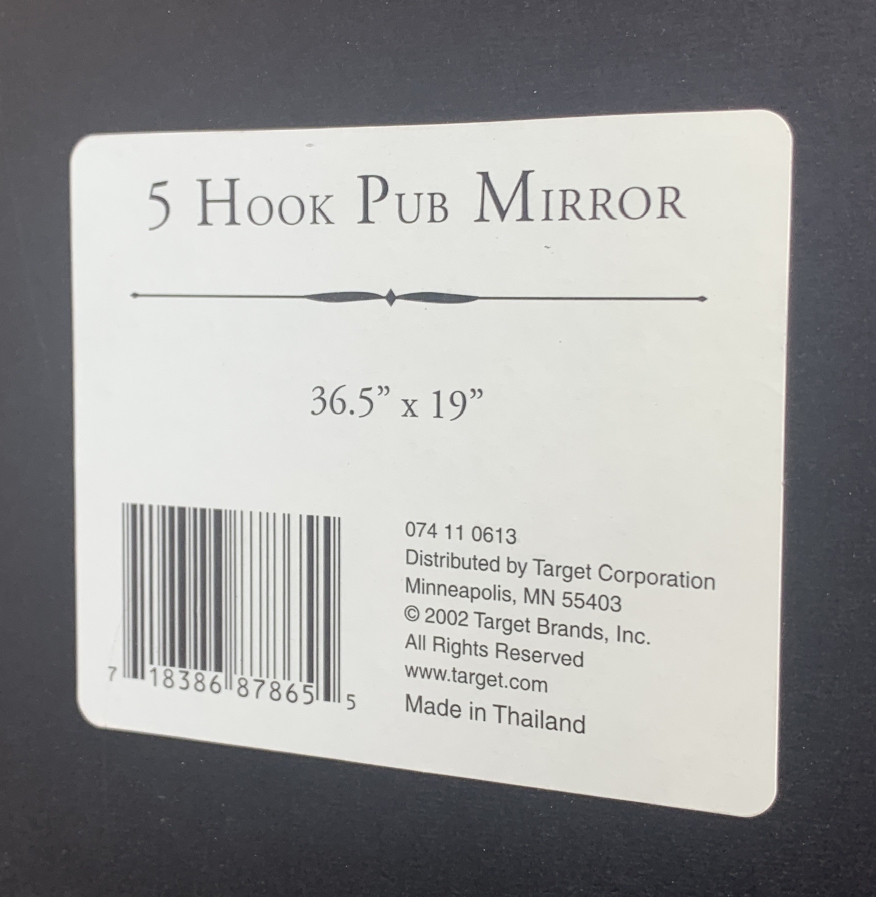 5 Hook Pub Mirror
36.5” x 19”
074 11 0613
Distributed by Target Corporation
Minneapolis, MN 55403
© 2002 Target Brands, Inc.
All Rights Reserved
www.target.com
Made in Thailand
7 18386 87865 5